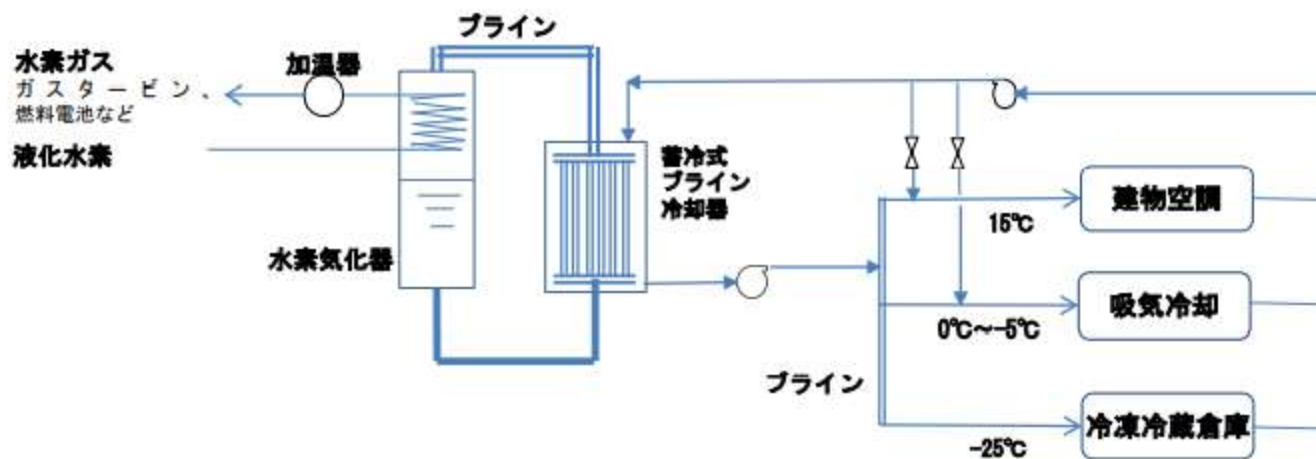 ブライン
水素ガス
ガスタービン、
燃料電池など
加温器
液化水素
蓄冷式
ブライン
冷却器
水素気化器
建物空調
15℃
吸気冷却
0℃～-5℃
ブライン
冷凍冷蔵倉庫
-25℃